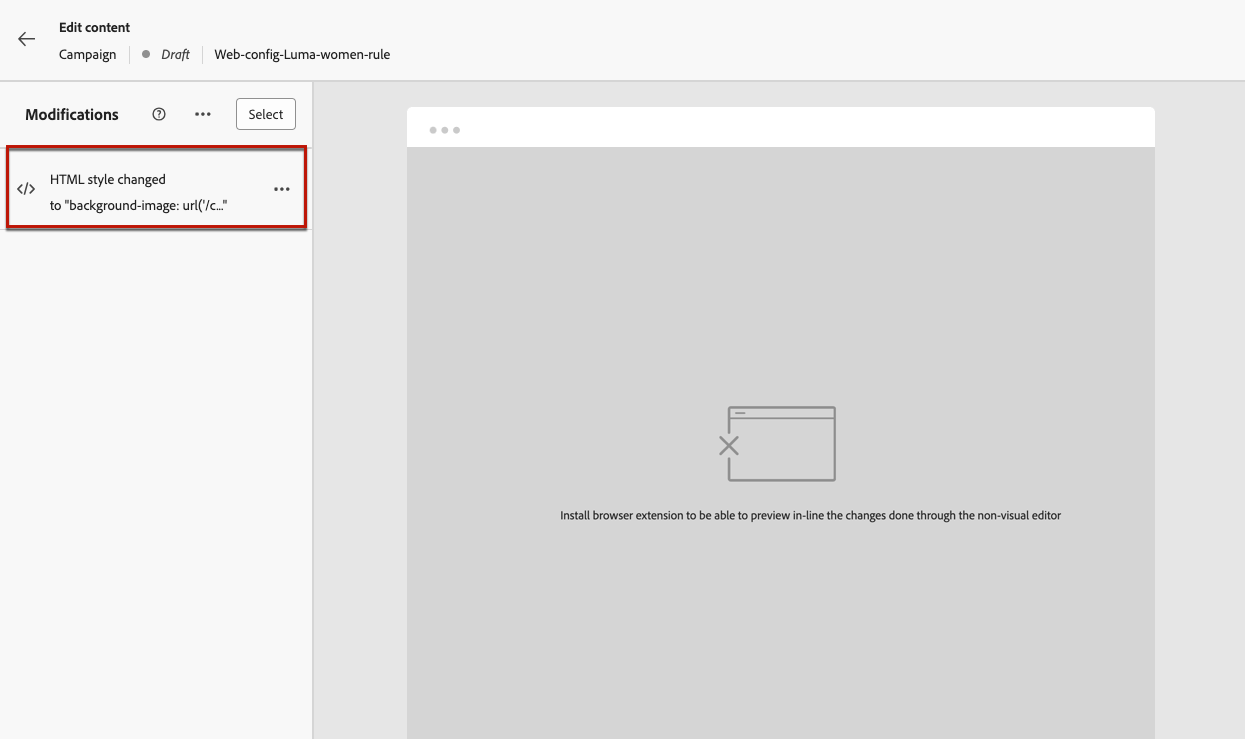 Edit content
Campaign Draft Web-config-Luma-women-rule
Modifications Select
HTML style changed
to "background-image: url('/c..."
Install browser extension to be able to preview in-line the changes done through the non-visual editor